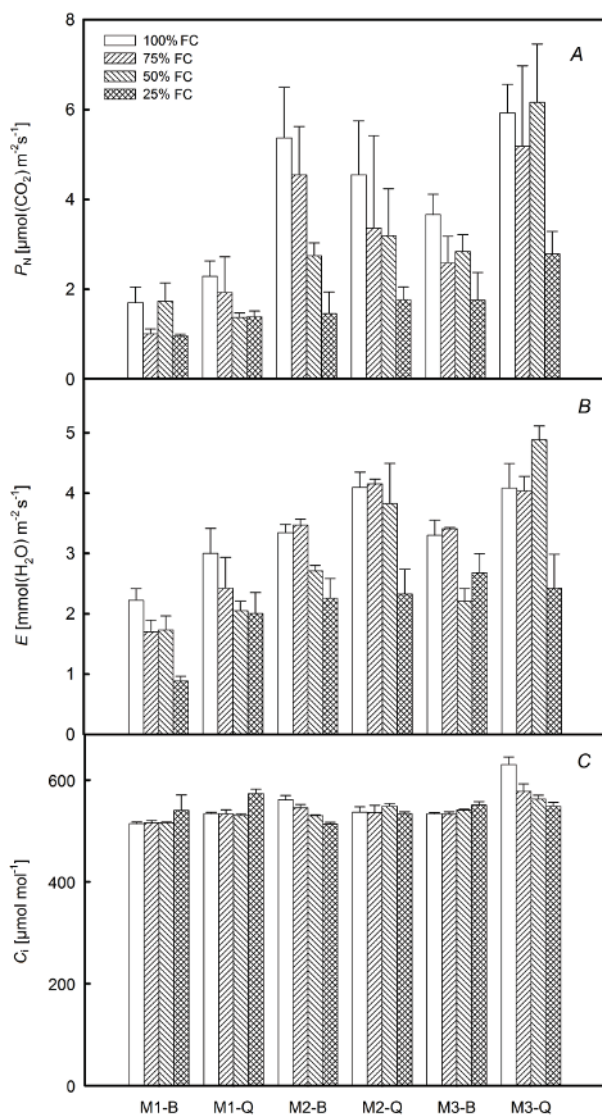 8
100% FC
75% FC
50% FC
25% FC
A
6
4
2
0
P_N [µmol(CO₂) m⁻² s⁻¹]
B
5
4
3
2
1
0
E [mmol(H₂O) m⁻² s⁻¹]
C
600
400
200
0
C_i [µmol mol⁻¹]
M1-B M1-Q M2-B M2-Q M3-B M3-Q